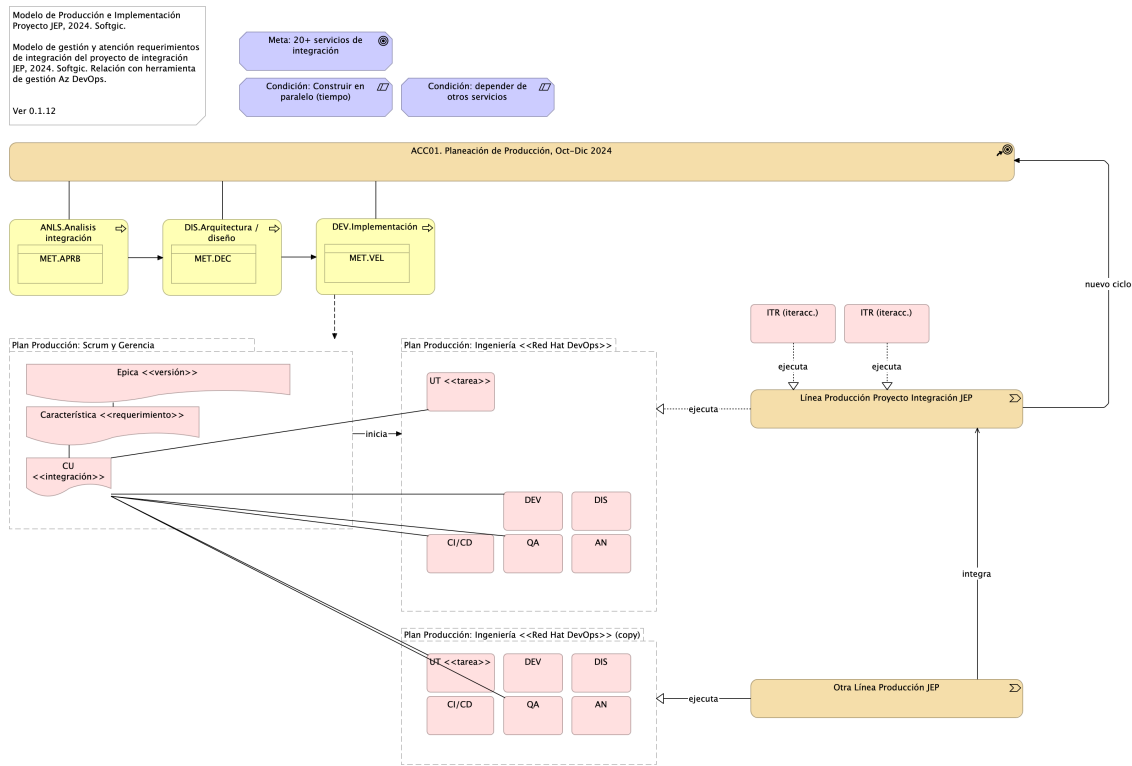 Modelo de Producción e Implementación
Proyecto JEP, 2024. Softgic.
Modelo de gestión y atención requerimientos
de integración del proyecto de integración
JEP, 2024. Softgic. Relación con herramienta
de gestión Az DevOps.
Ver 0.1.12
Meta: 20+ servicios de
integración
Condición: Construir en
paralelo (tiempo)
Condición: depender de
otros servicios
ACC01. Planeación de Producción, Oct-Dic 2024
ANLS.Analisis
integración
MET.APRB
DIS.Arquitectura /
diseño
MET.DEC
DEV.Implementación
MET.VEL
nuevo ciclo
ITR (iteracc.)
ITR (iteracc.)
ejecuta
ejecuta
Plan Producción: Scrum y Gerencia
Epica <<versión>>
Característica <<requerimiento>>
CU
<<integración>>
inicia
Plan Producción: Ingeniería <<Red Hat DevOps>>
UT <<tarea>>
DEV
DIS
CI/CD
QA
AN
ejecuta
Línea Producción Proyecto Integración JEP
integra
Plan Producción: Ingeniería <<Red Hat DevOps>> (copy)
UT <<tarea>>
DEV
DIS
CI/CD
QA
AN
ejecuta
Otra Línea Producción JEP